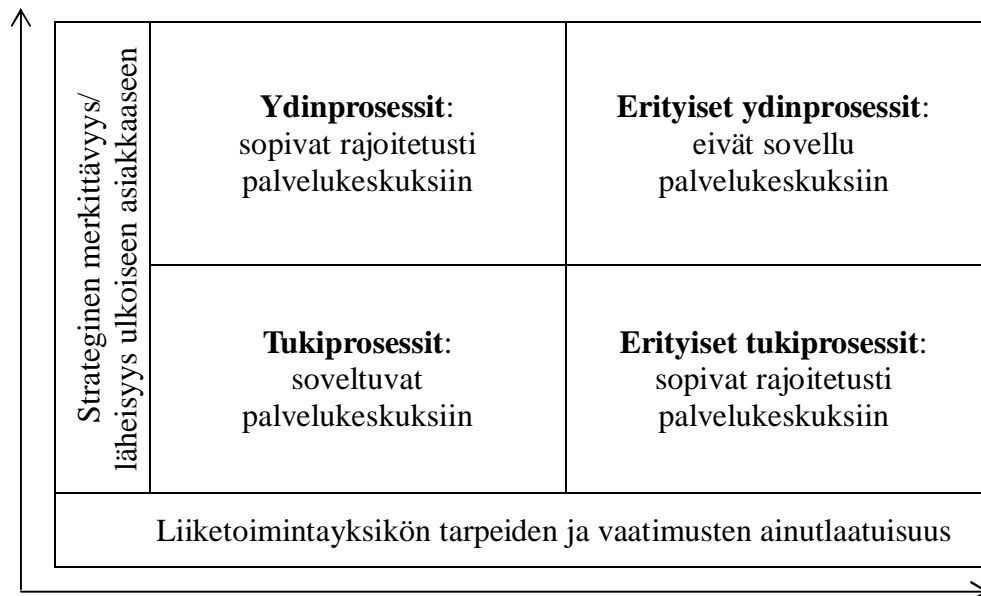 Strateginen merkittävyys/
läheisyys ulkoiseen asiakkaaseen
Ydinprosessit:
sopivat rajoitetusti
palvelukeskuksiin
Erityiset ydinprosessit:
eivät sovellu
palvelukeskuksiin
Tukiprosessit:
soveltuvat
palvelukeskuksiin
Erityiset tukiprosessit:
sopivat rajoitetusti
palvelukeskuksiin
Liiketoimintayksikön tarpeiden ja vaatimusten ainutlaatuisuus